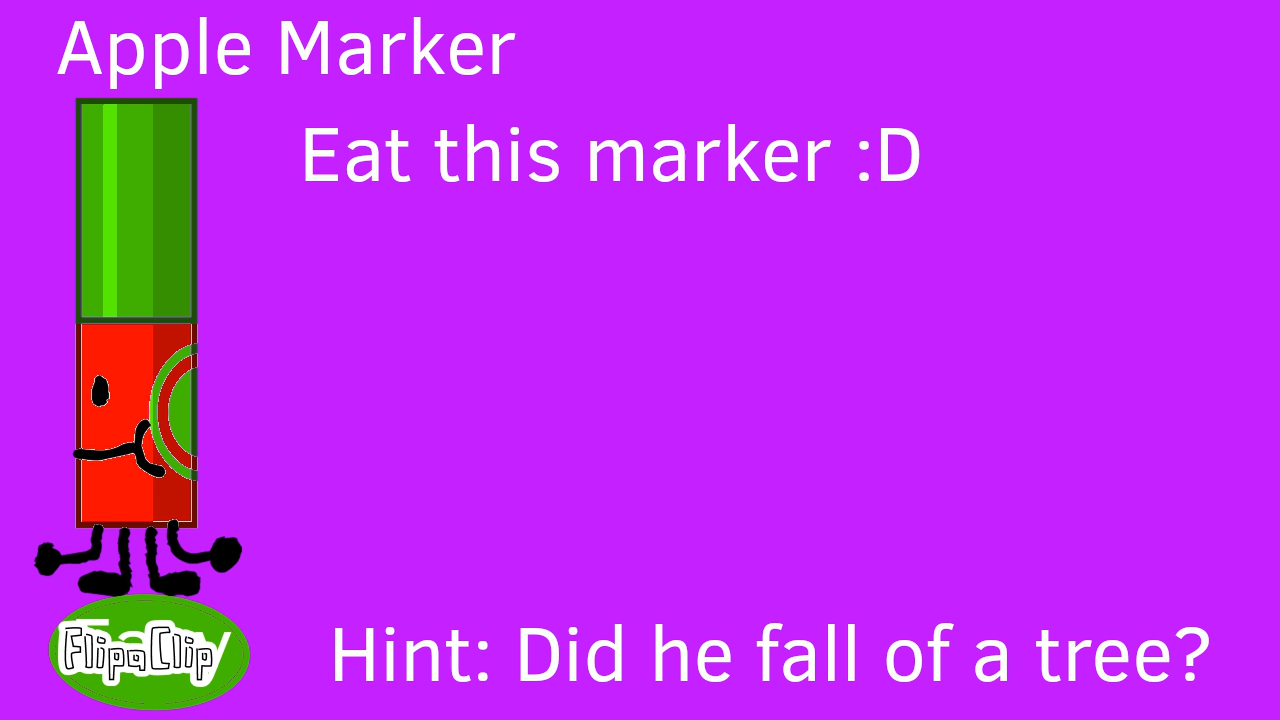 Apple Marker
Eat this marker :D
FlipaClip
Hint: Did he fall of a tree?